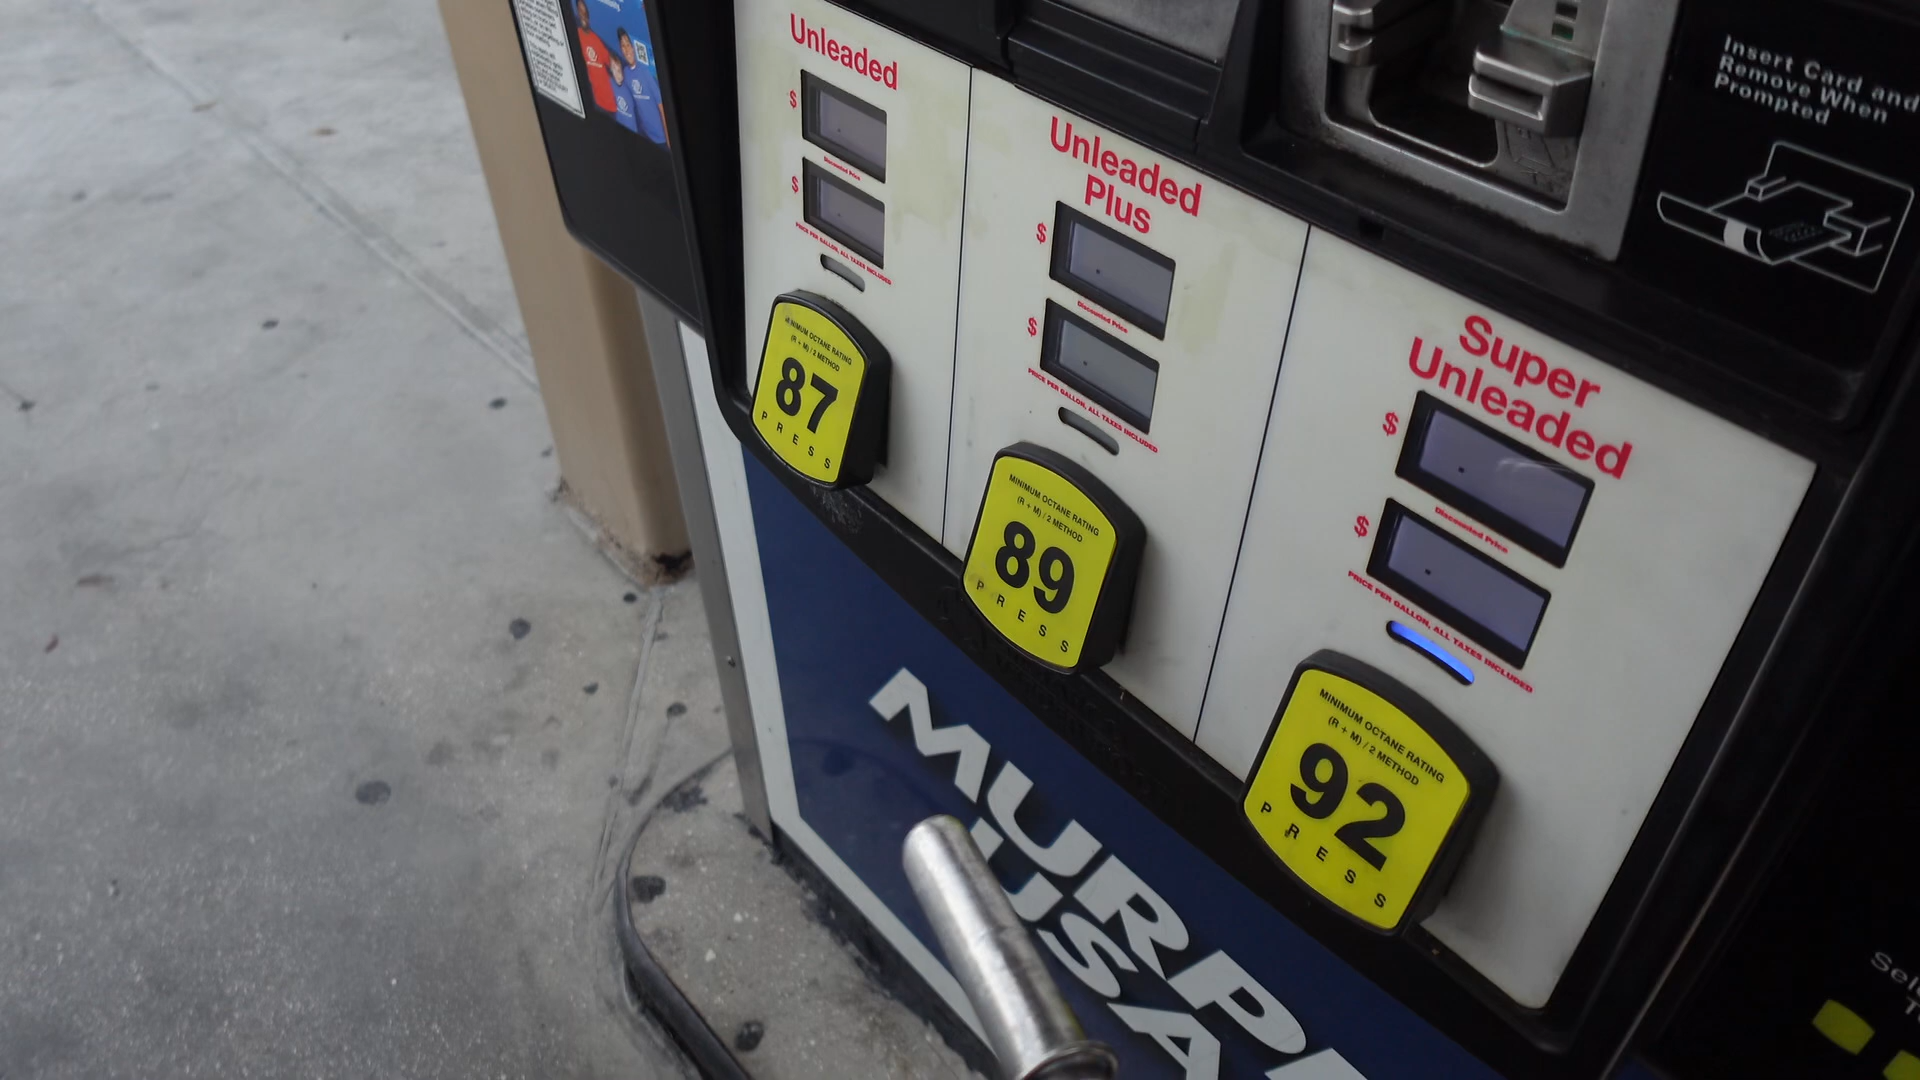 Unleaded
$
Discounted Price
$
PRICE PER GALLON, ALL TAXES INCLUDED
MINIMUM OCTANE RATING
(R + M) / 2 METHOD
87
PRESS
Unleaded
Plus
$
Discounted Price
$
PRICE PER GALLON, ALL TAXES INCLUDED
MINIMUM OCTANE RATING
(R + M) / 2 METHOD
89
PRESS
Super
Unleaded
$
Discounted Price
$
PRICE PER GALLON, ALL TAXES INCLUDED
MINIMUM OCTANE RATING
(R + M) / 2 METHOD
92
PRESS
Insert Card and
Remove When
Prompted
MURP
USA